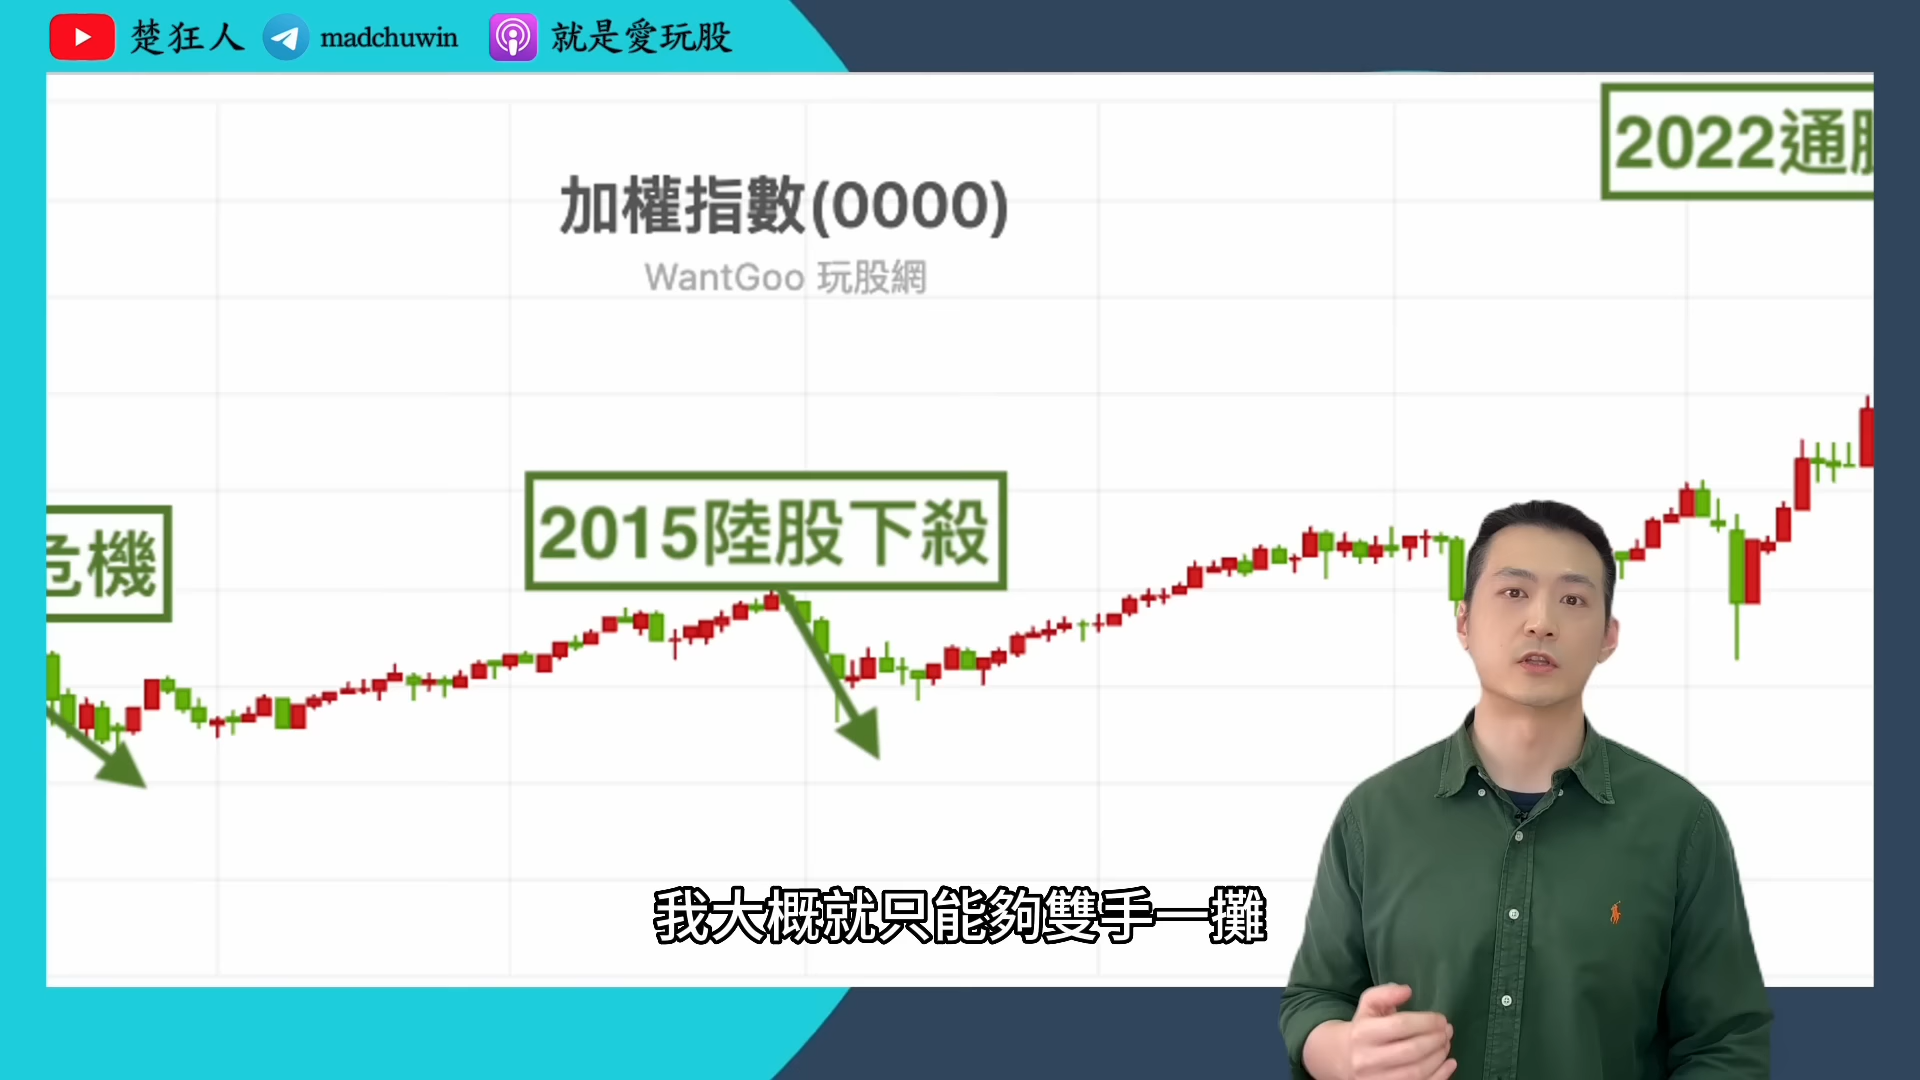 楚狂人 madchuwin 就是愛玩股
2022通
加權指數(0000)
WantGoo 玩股網
2015陸股下殺
危機
我大概就只能夠雙手一攤